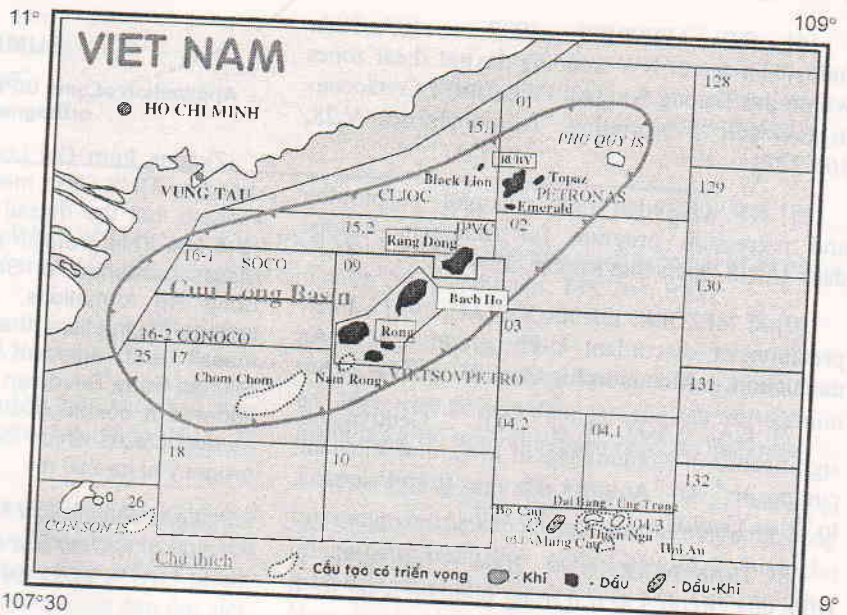 11°
109°
VIET NAM
128
HO CHI MINH
01
15.1
PHU QUY IS
RUBY
129
VUNG TAU
Black Lion
Topaz
CLJOC
PETRONAS
Emerald
15.2
JPVC
02
Rang Dong
16-1
SOCO
09
130
Cuu Long Basin
Bach Ho
Rong
03
16-2 CONOCO
25
17
131
Chom Chom
Nam Rong
VIETSOVPETRO
04.2
04.1
18
10
132
Dai Bang - Ung Trang
26
Bo Cau
04.3
CON SON IS
Thien Nga
Mang Cau
Hai Au
Chú thích
- Cấu tạo có triển vọng
- Khí
- Dầu
- Dầu-Khí
107°30
9°